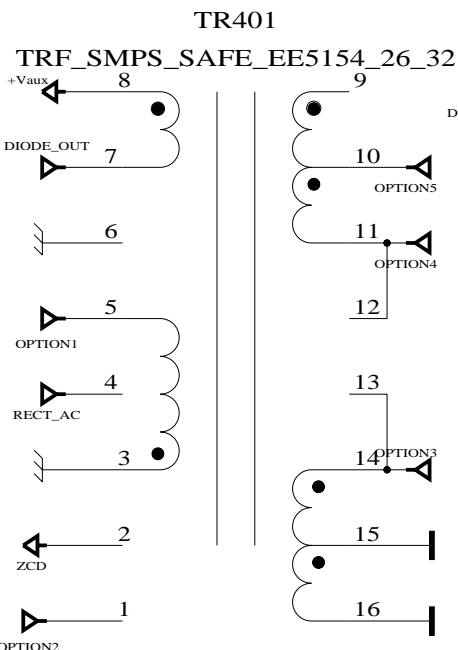 TR401
TRF_SMPS_SAFE_EE5154_26_32
+Vaux
8
9
D
DIODE_OUT
7
10
OPTION5
6
11
OPTION4
5
12
OPTION1
4
13
RECT_AC
3
14
OPTION3
2
15
ZCD
1
16
OPTION2